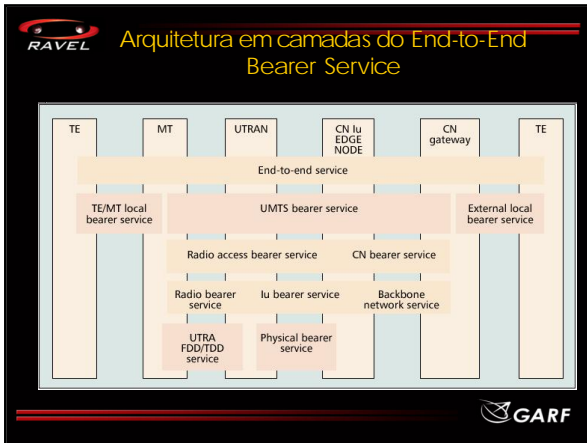 RAVEL
Arquitetura em camadas do End-to-End
Bearer Service
TE
MT
UTRAN
CN Iu
EDGE
NODE
CN
gateway
TE
End-to-end service
TE/MT local
bearer service
UMTS bearer service
External local
bearer service
Radio access bearer service
CN bearer service
Radio bearer
service
Iu bearer service
Backbone
network service
UTRA
FDD/TDD
service
Physical bearer
service
GARF